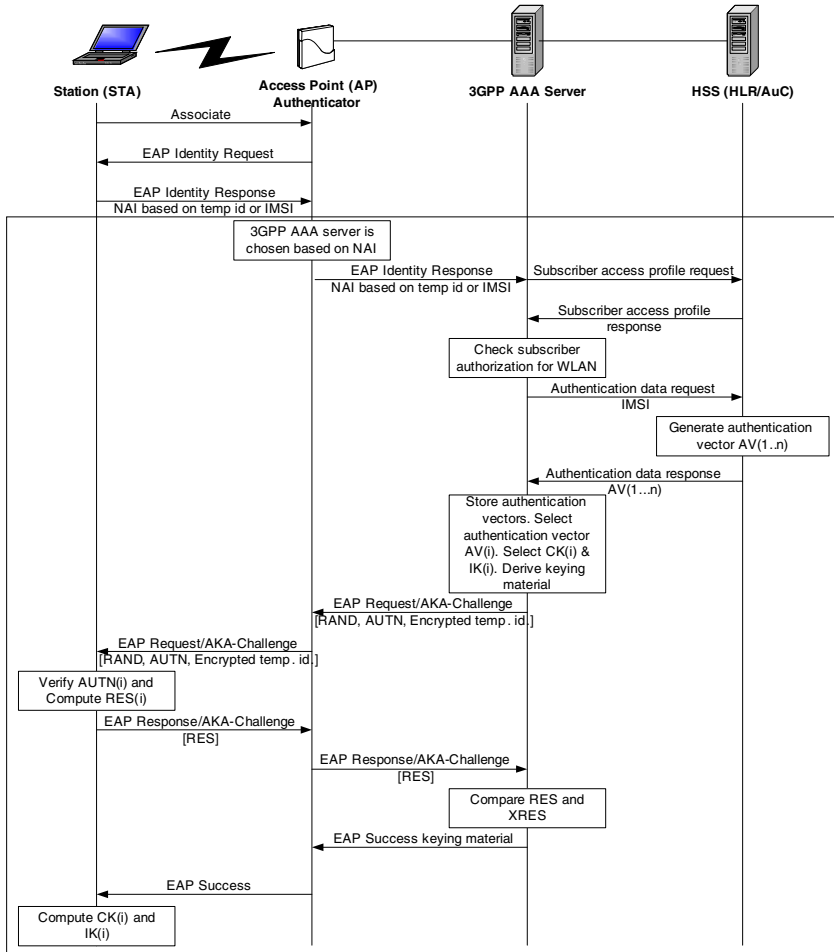 Station (STA)
Access Point (AP)
Authenticator
3GPP AAA Server
HSS (HLR/AuC)
Associate
EAP Identity Request
EAP Identity Response
NAI based on temp id or IMSI
3GPP AAA server is
chosen based on NAI
EAP Identity Response
NAI based on temp id or IMSI
Subscriber access profile request
Subscriber access profile
response
Check subscriber
authorization for WLAN
Authentication data request
IMSI
Generate authentication
vector AV(1..n)
Authentication data response
AV(1...n)
Store authentication
vectors. Select
authentication vector
AV(i). Select CK(i) &
IK(i). Derive keying
material
EAP Request/AKA-Challenge
[RAND, AUTN, Encrypted temp. id.]
EAP Request/AKA-Challenge
[RAND, AUTN, Encrypted temp. id.]
Verify AUTN(i) and
Compute RES(i)
EAP Response/AKA-Challenge
[RES]
EAP Response/AKA-Challenge
[RES]
Compare RES and
XRES
EAP Success keying material
EAP Success
Compute CK(i) and
IK(i)